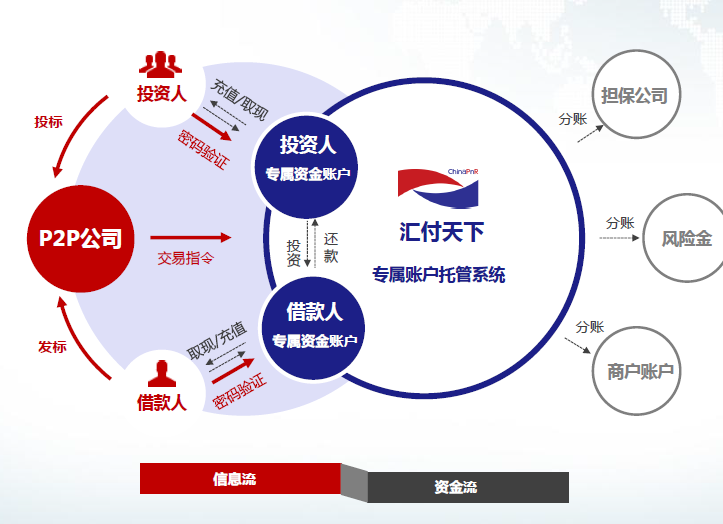 投资人
充值/取现
密码验证
投标
投资人
专属资金账户
ChinaPnR
汇付天下
专属账户托管系统
担保公司
分账
P2P公司
交易指令
投资
还款
分账
风险金
借款人
专属资金账户
取现/充值
密码验证
发标
借款人
分账
商户账户
信息流
资金流